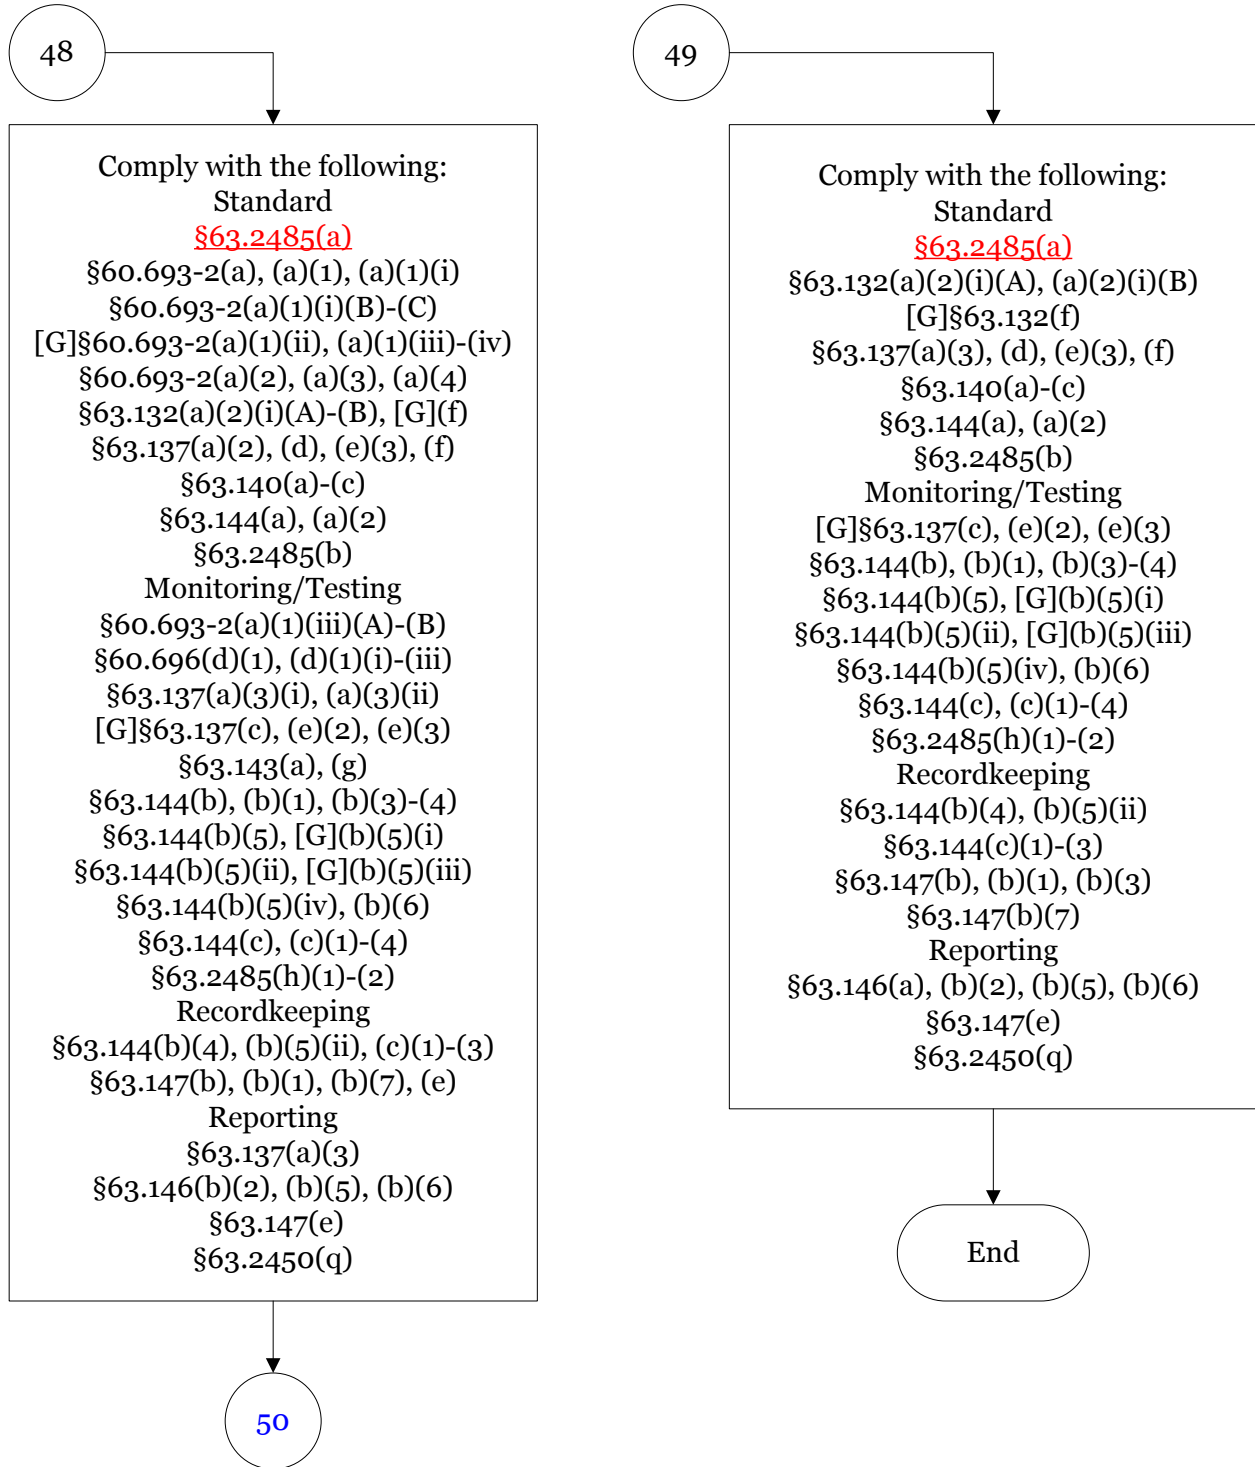 48
Comply with the following:
Standard
§63.2485(a)
§60.693-2(a), (a)(1), (a)(1)(i)
§60.693-2(a)(1)(i)(B)-(C)
[G]§60.693-2(a)(1)(ii), (a)(1)(iii)-(iv)
§60.693-2(a)(2), (a)(3), (a)(4)
§63.132(a)(2)(i)(A)-(B), [G](f)
§63.137(a)(2), (d), (e)(3), (f)
§63.140(a)-(c)
§63.144(a), (a)(2)
§63.2485(b)
Monitoring/Testing
§60.693-2(a)(1)(iii)(A)-(B)
§60.696(d)(1), (d)(1)(i)-(iii)
§63.137(a)(3)(i), (a)(3)(ii)
[G]§63.137(c), (e)(2), (e)(3)
§63.143(a), (g)
§63.144(b), (b)(1), (b)(3)-(4)
§63.144(b)(5), [G](b)(5)(i)
§63.144(b)(5)(ii), [G](b)(5)(iii)
§63.144(b)(5)(iv), (b)(6)
§63.144(c), (c)(1)-(4)
§63.2485(h)(1)-(2)
Recordkeeping
§63.144(b)(4), (b)(5)(ii), (c)(1)-(3)
§63.147(b), (b)(1), (b)(7), (e)
Reporting
§63.137(a)(3)
§63.146(b)(2), (b)(5), (b)(6)
§63.147(e)
§63.2450(q)
50
49
Comply with the following:
Standard
§63.2485(a)
§63.132(a)(2)(i)(A), (a)(2)(i)(B)
[G]§63.132(f)
§63.137(a)(3), (d), (e)(3), (f)
§63.140(a)-(c)
§63.144(a), (a)(2)
§63.2485(b)
Monitoring/Testing
[G]§63.137(c), (e)(2), (e)(3)
§63.144(b), (b)(1), (b)(3)-(4)
§63.144(b)(5), [G](b)(5)(i)
§63.144(b)(5)(ii), [G](b)(5)(iii)
§63.144(b)(5)(iv), (b)(6)
§63.144(c), (c)(1)-(4)
§63.2485(h)(1)-(2)
Recordkeeping
§63.144(b)(4), (b)(5)(ii)
§63.144(c)(1)-(3)
§63.147(b), (b)(1), (b)(3)
§63.147(b)(7)
Reporting
§63.146(a), (b)(2), (b)(5), (b)(6)
§63.147(e)
§63.2450(q)
End